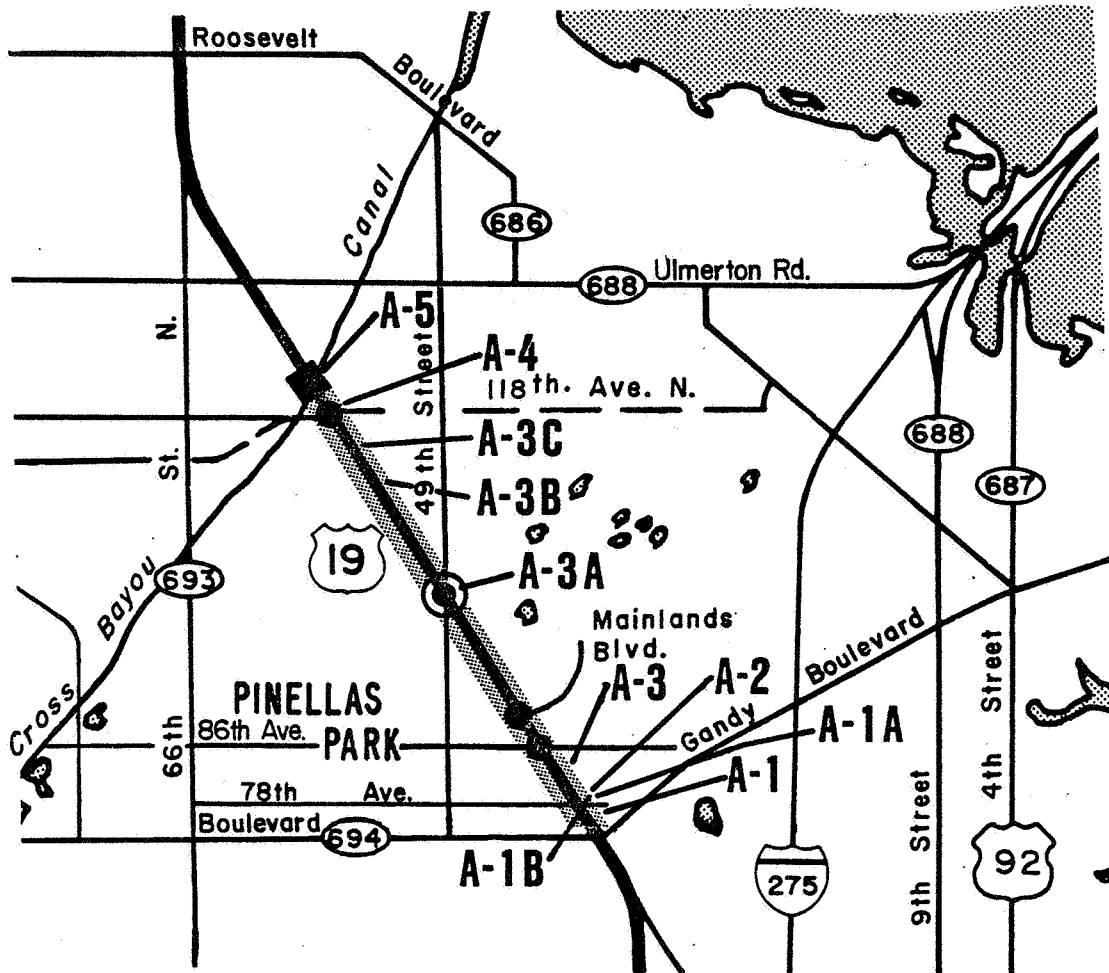 Roosevelt
Boulevard
Canal
686
688
Ulmerton Rd.
A-5
N.
A-4
118th. Ave. N.
49th Street
A-3C
688
St.
A-3B
687
19
A-3A
693
Bayou
Mainlands
Blvd.
Boulevard
A-3
A-2
Street
PINELLAS
Cross
86th Ave.
PARK
Gandy
A-1A
66th
A-1
4th
78th Ave.
Boulevard
694
A-1B
275
9th Street
92